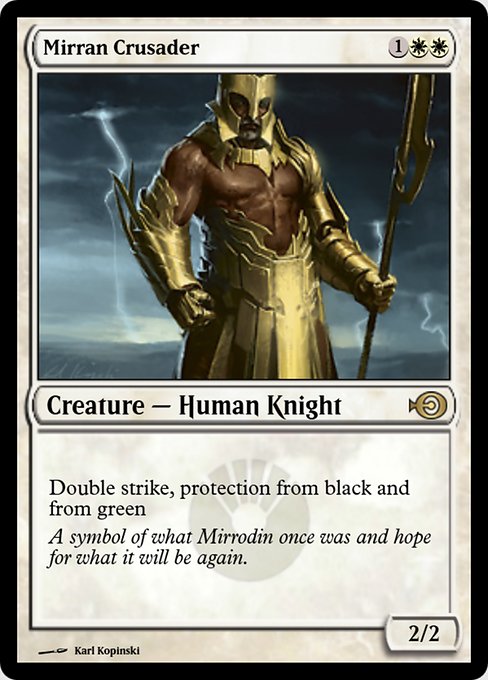 Mirran Crusader 1
Creature — Human Knight
Double strike, protection from black and
from green
A symbol of what Mirrodin once was and hope
for what it will be again.
2/2
Karl Kopinski